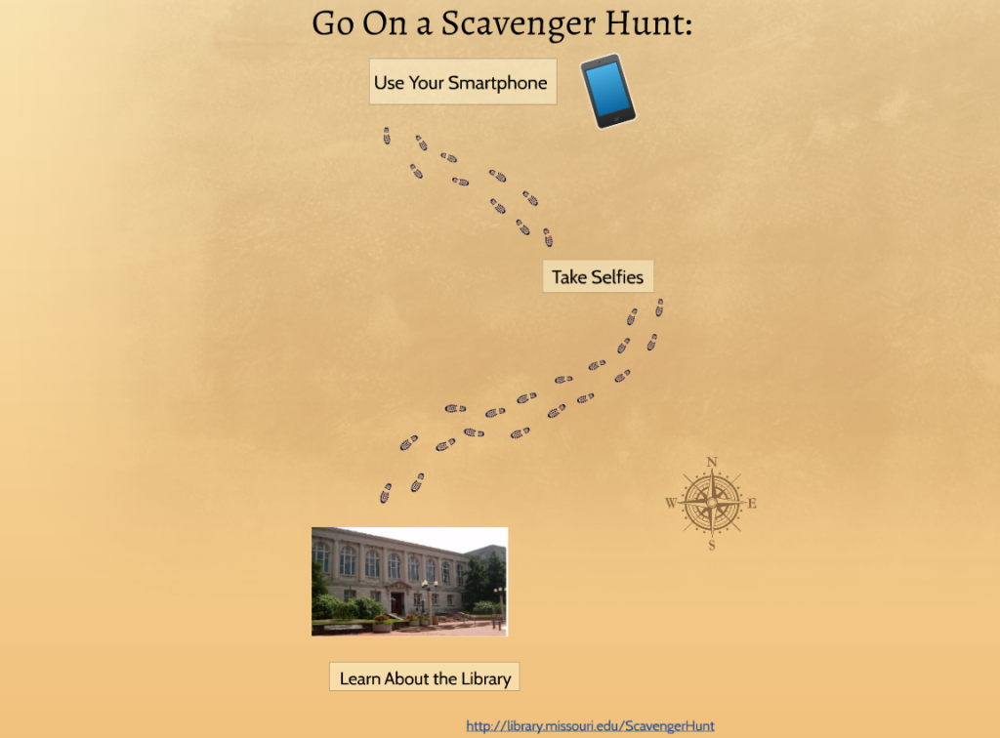 Go On a Scavenger Hunt:
Use Your Smartphone
Take Selfies
N
W E
S
Learn About the Library
http://library.missouri.edu/ScavengerHunt